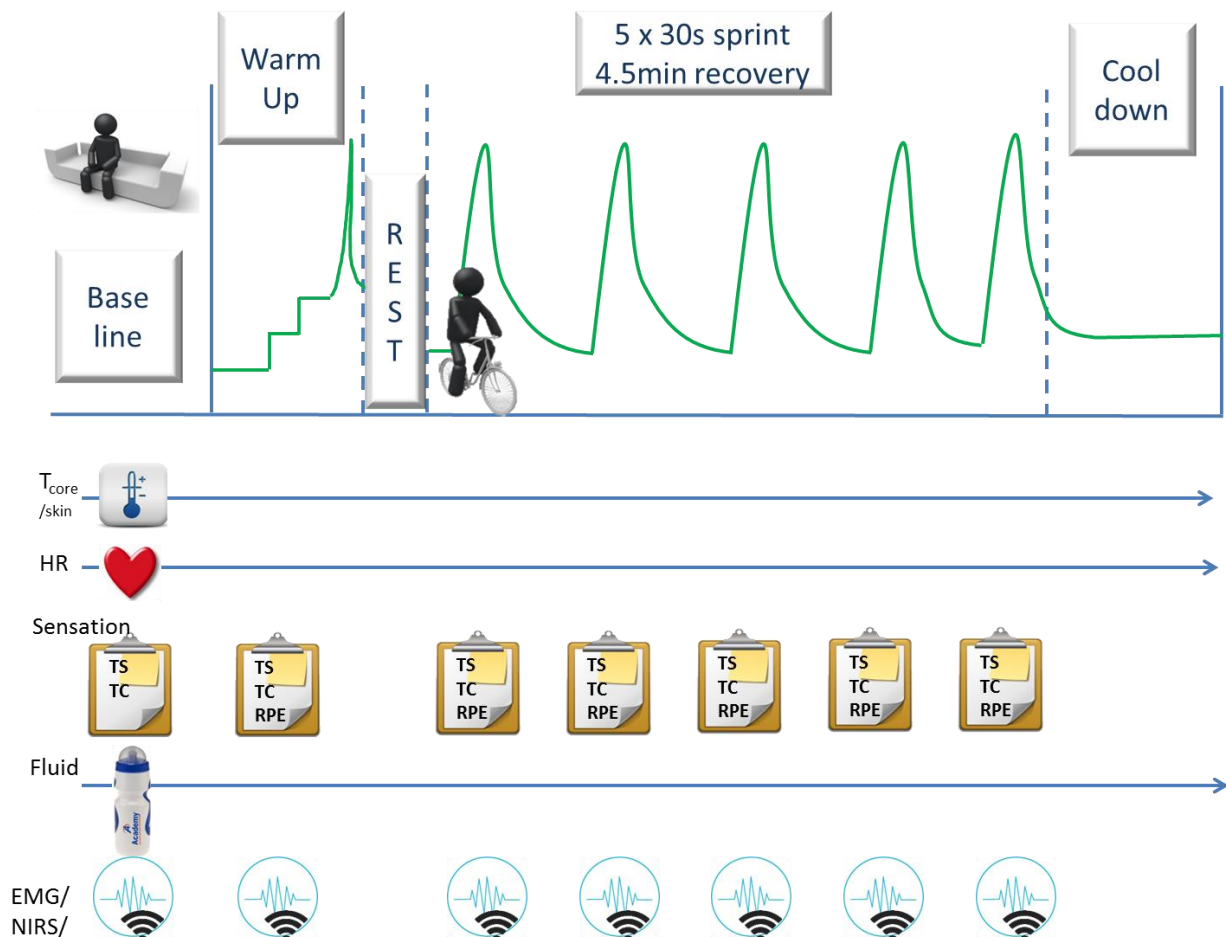 Warm
Up
5 x 30s sprint
4.5min recovery
Cool
down
Base
line
R
E
S
T
Tcore
/skin
HR
Sensation
TS
TC
TS
TC
RPE
TS
TC
RPE
TS
TC
RPE
TS
TC
RPE
TS
TC
RPE
TS
TC
RPE
Fluid
Academy
EMG/
NIRS/